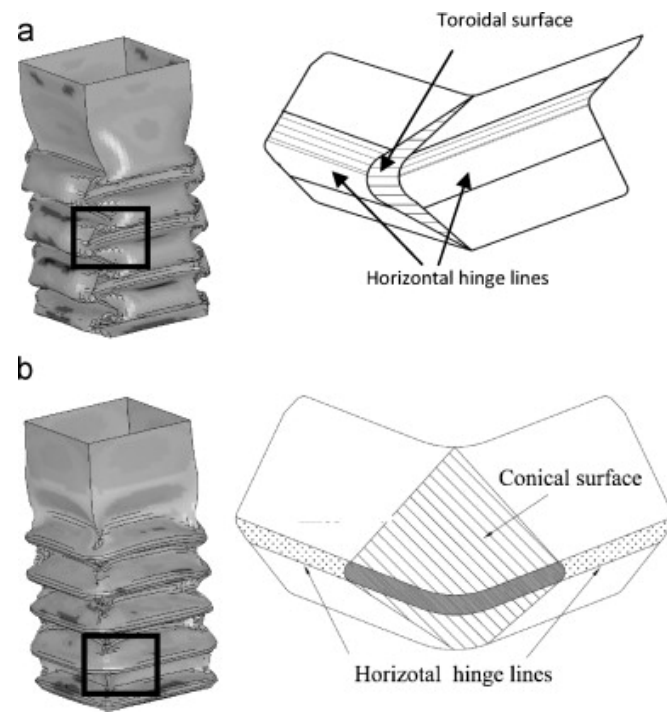 a
Toroidal surface
Horizontal hinge lines
b
Conical surface
Horizotal hinge lines